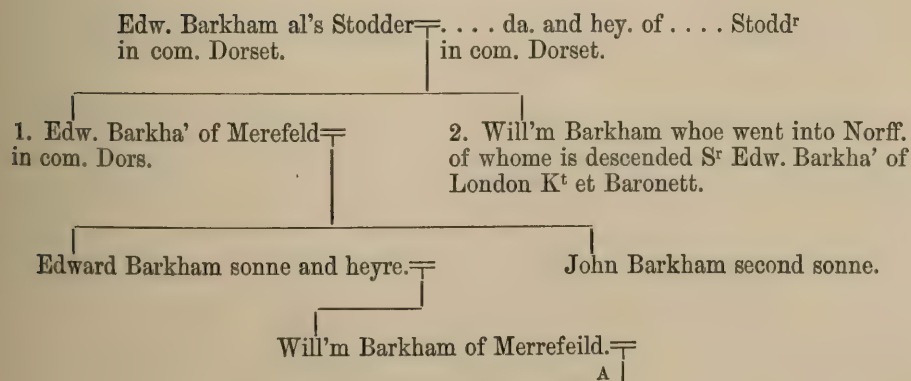 Edw. Barkham al's Stodder . . . . da. and hey. of . . . . Stoddʳ
in com. Dorset. in com. Dorset.
1. Edw. Barkha' of Merefeld
in com. Dors.
2. Will'm Barkham whoe went into Norff.
of whome is descended Sʳ Edw. Barkha' of
London Kᵗ et Baronett.
Edward Barkham sonne and heyre. John Barkham second sonne.
Will'm Barkham of Merrefeild.
A